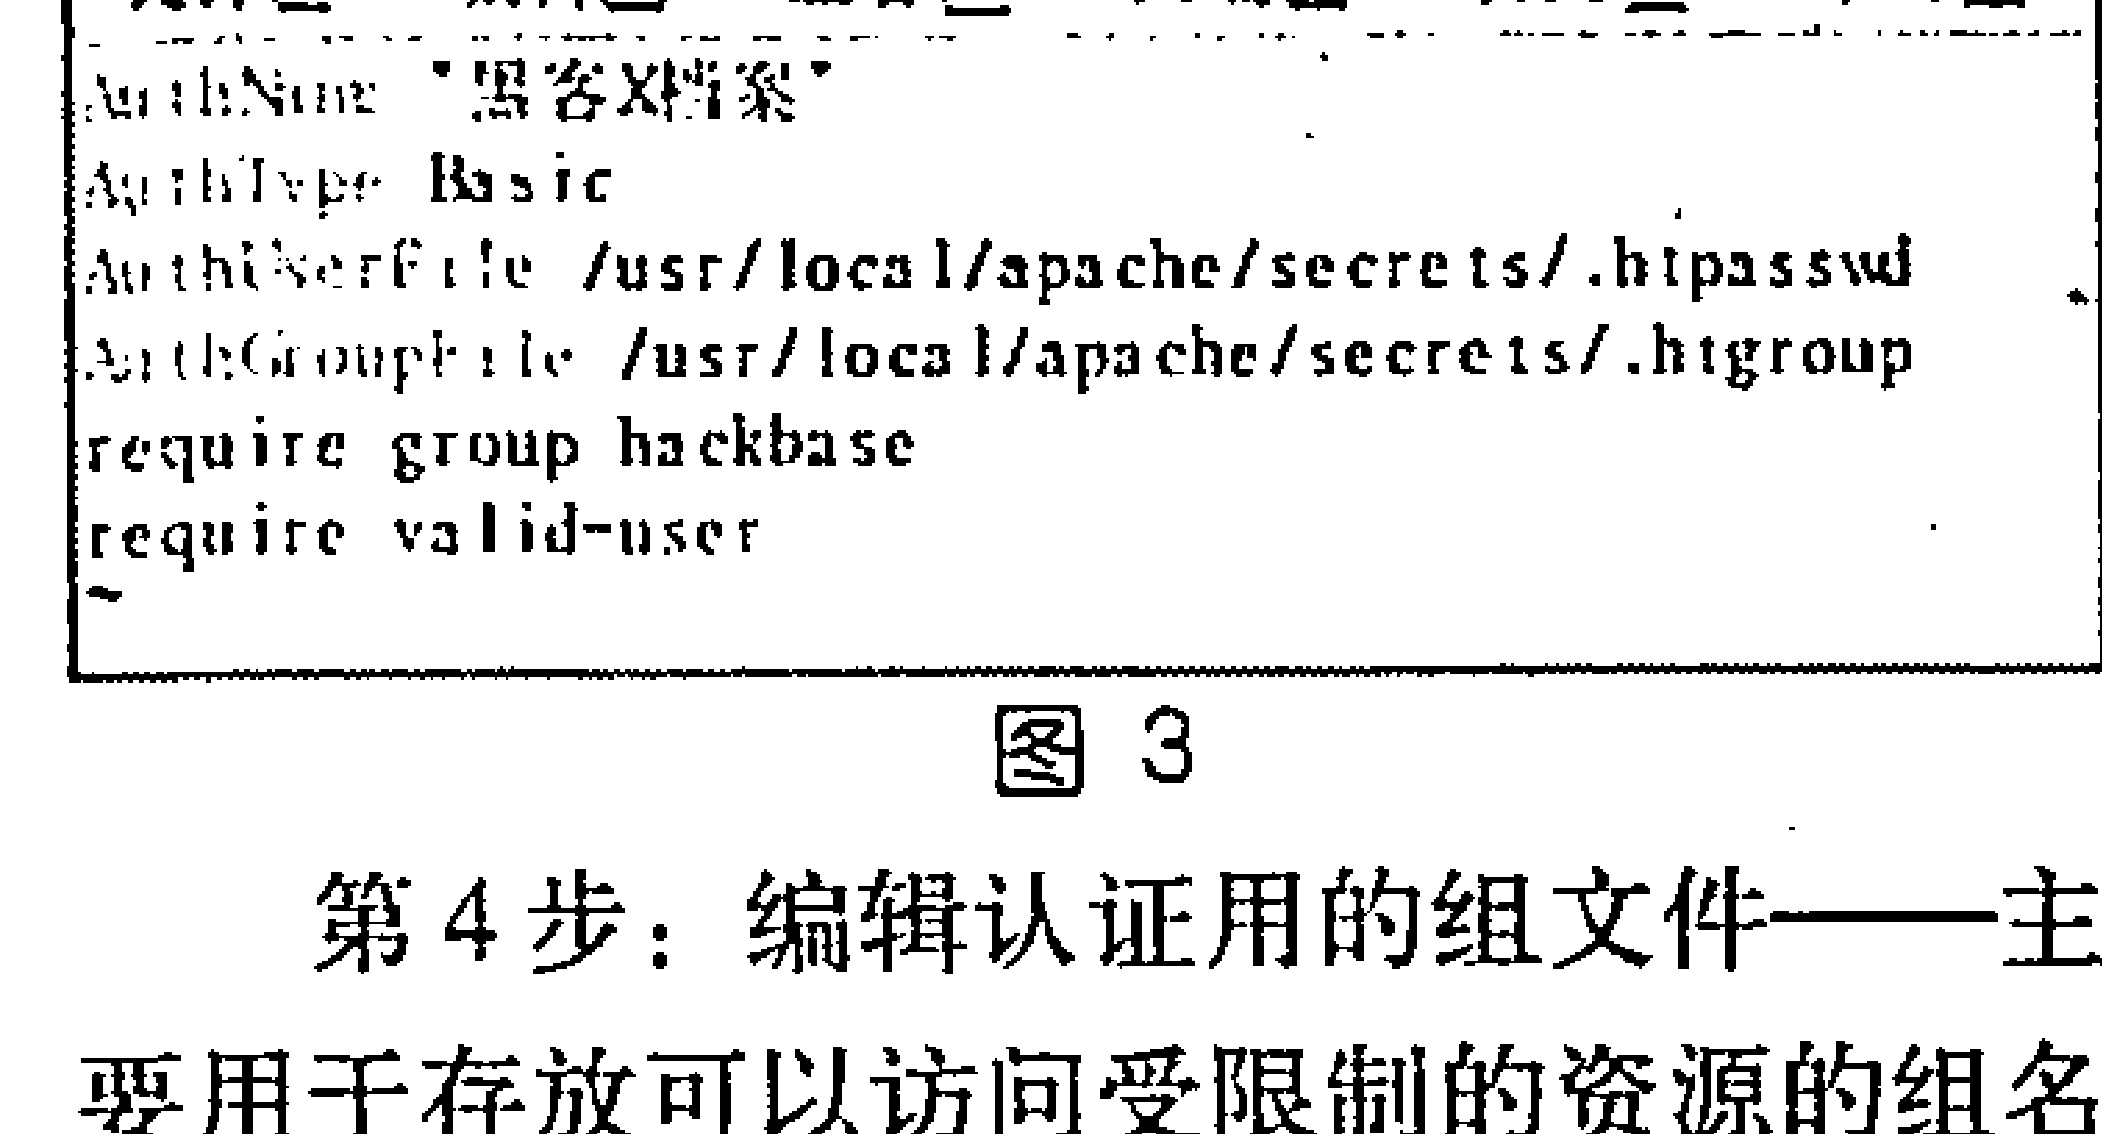 AuthName "黑客X档案"
AuthType Basic
AuthUserFile /usr/local/apache/secrets/.htpasswd
AuthGroupFile /usr/local/apache/secrets/.htgroup
require group hackbase
require valid-user
~
图 3
第4步：编辑认证用的组文件——主
要用于存放可以访问受限制的资源的组名